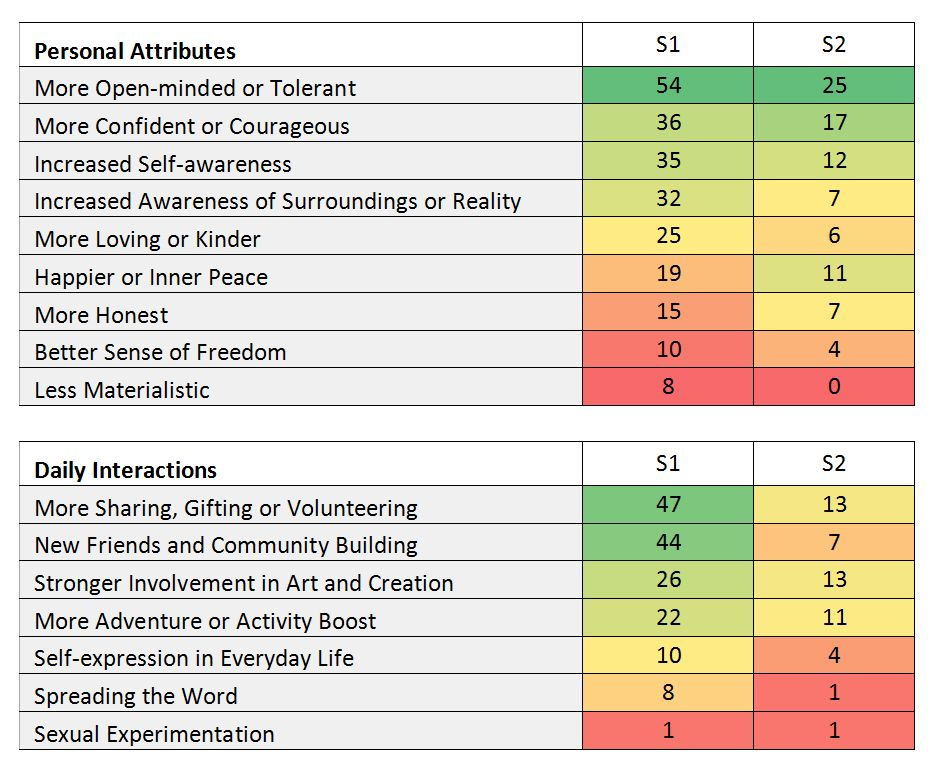 Personal Attributes S1 S2
More Open-minded or Tolerant 54 25
More Confident or Courageous 36 17
Increased Self-awareness 35 12
Increased Awareness of Surroundings or Reality 32 7
More Loving or Kinder 25 6
Happier or Inner Peace 19 11
More Honest 15 7
Better Sense of Freedom 10 4
Less Materialistic 8 0
Daily Interactions S1 S2
More Sharing, Gifting or Volunteering 47 13
New Friends and Community Building 44 7
Stronger Involvement in Art and Creation 26 13
More Adventure or Activity Boost 22 11
Self-expression in Everyday Life 10 4
Spreading the Word 8 1
Sexual Experimentation 1 1